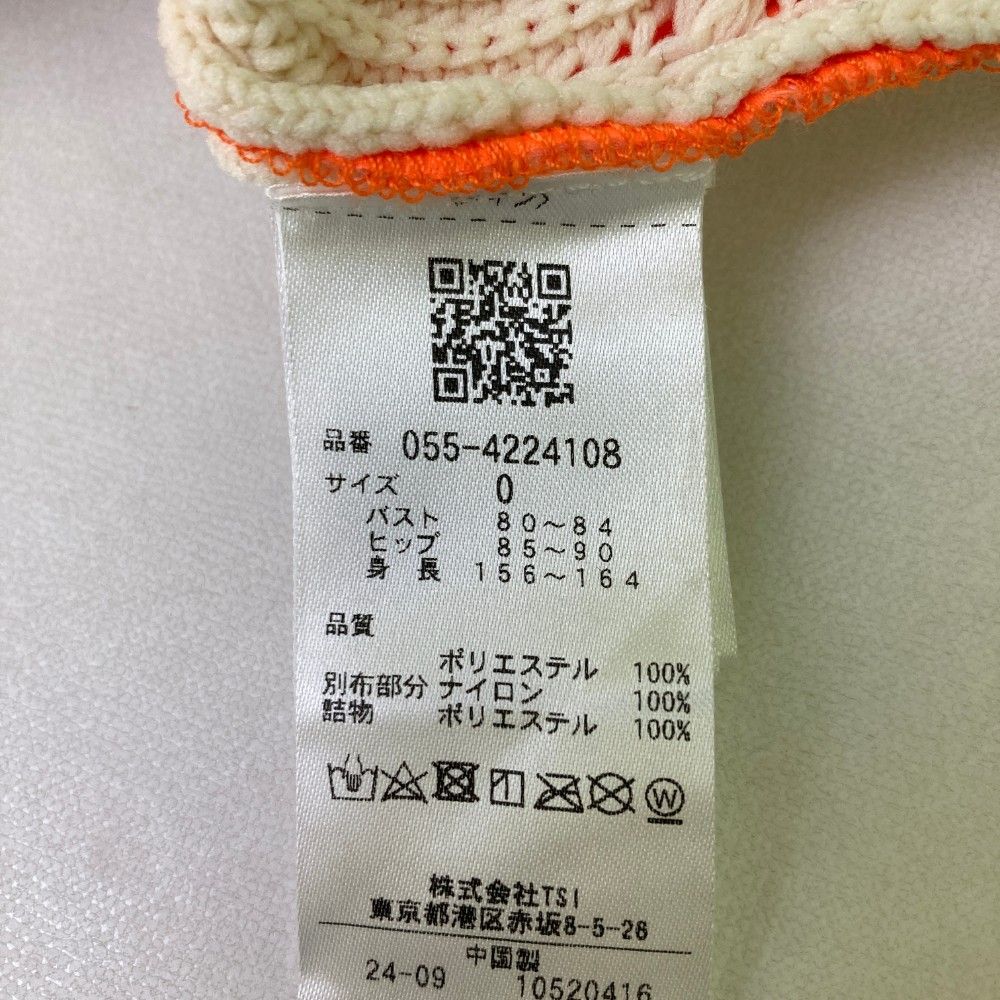 品番 055-4224108
サイズ 0
バスト 80～84
ヒップ 85～90
身 長 156～164
品質
ポリエステル 100%
別布部分 ナイロン 100%
詰物 ポリエステル 100%
W
株式会社TSI
東京都港区赤坂8-5-28
中国製
24-09 10520416